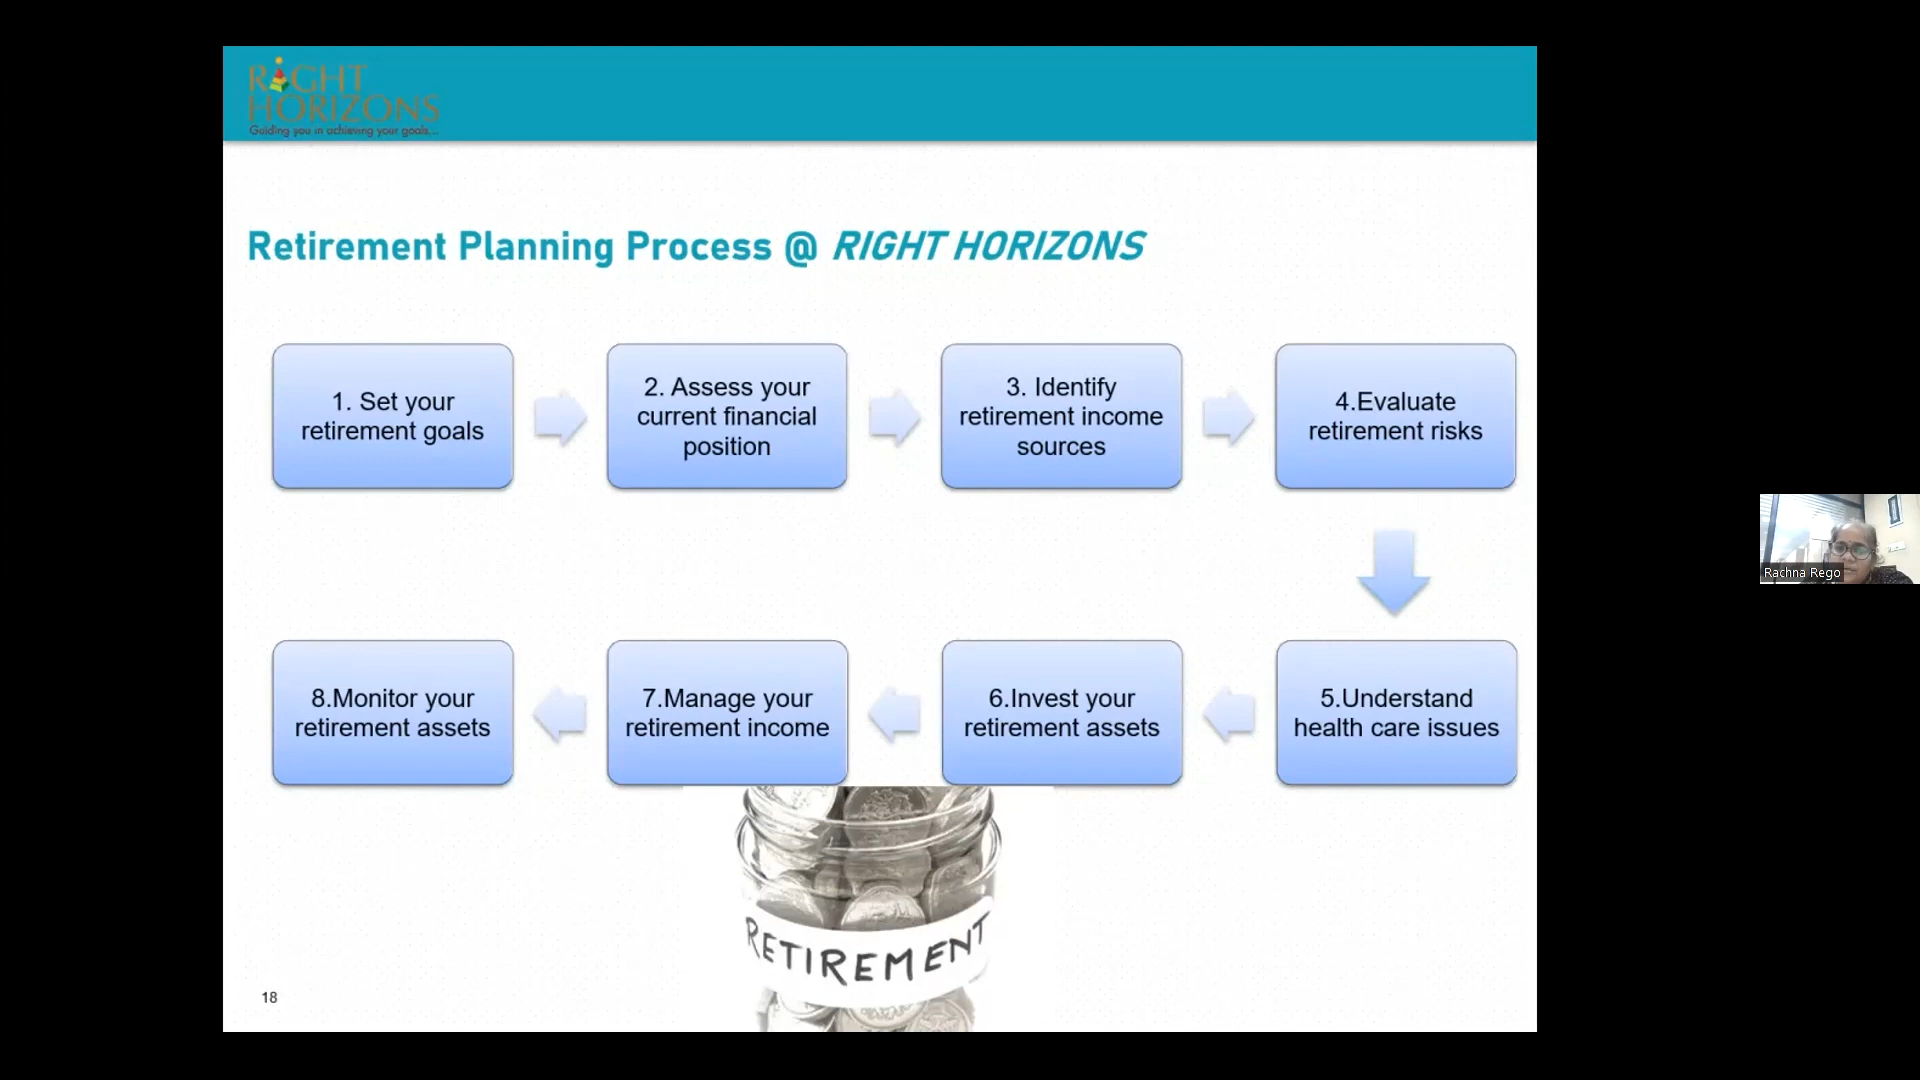 RIGHT
HORIZONS
Guiding you in achieving your goals...
Retirement Planning Process @ RIGHT HORIZONS
1. Set your
retirement goals
2. Assess your
current financial
position
3. Identify
retirement income
sources
4.Evaluate
retirement risks
5.Understand
health care issues
6.Invest your
retirement assets
7.Manage your
retirement income
8.Monitor your
retirement assets
RETIREMENT
18
Rachna Rego